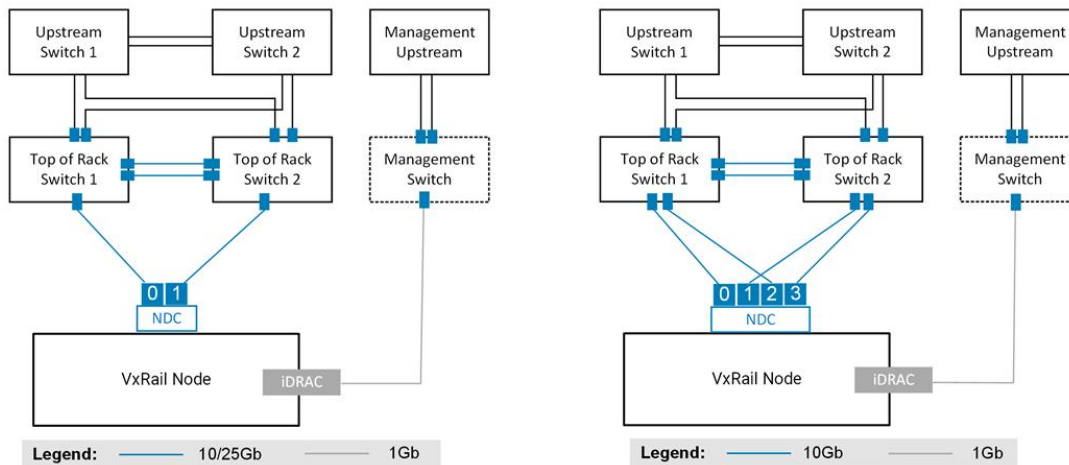 Upstream
Switch 1
Upstream
Switch 2
Management
Upstream
Top of Rack
Switch 1
Top of Rack
Switch 2
Management
Switch
0 1
NDC
VxRail Node
iDRAC
Legend: 10/25Gb 1Gb
Upstream
Switch 1
Upstream
Switch 2
Management
Upstream
Top of Rack
Switch 1
Top of Rack
Switch 2
Management
Switch
0 1 2 3
NDC
VxRail Node
iDRAC
Legend: 10Gb 1Gb